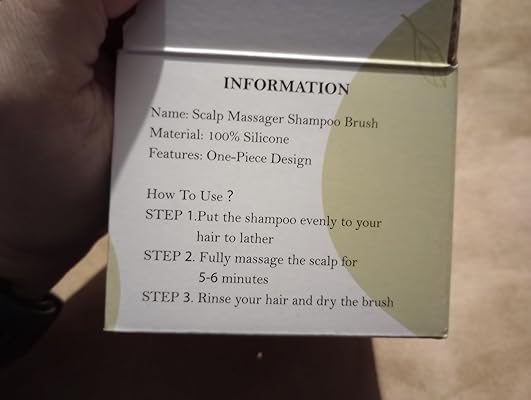 INFORMATION
Name: Scalp Massager Shampoo Brush
Material: 100% Silicone
Features: One-Piece Design
How To Use ?
STEP 1.Put the shampoo evenly to your
hair to lather
STEP 2. Fully massage the scalp for
5-6 minutes
STEP 3. Rinse your hair and dry the brush